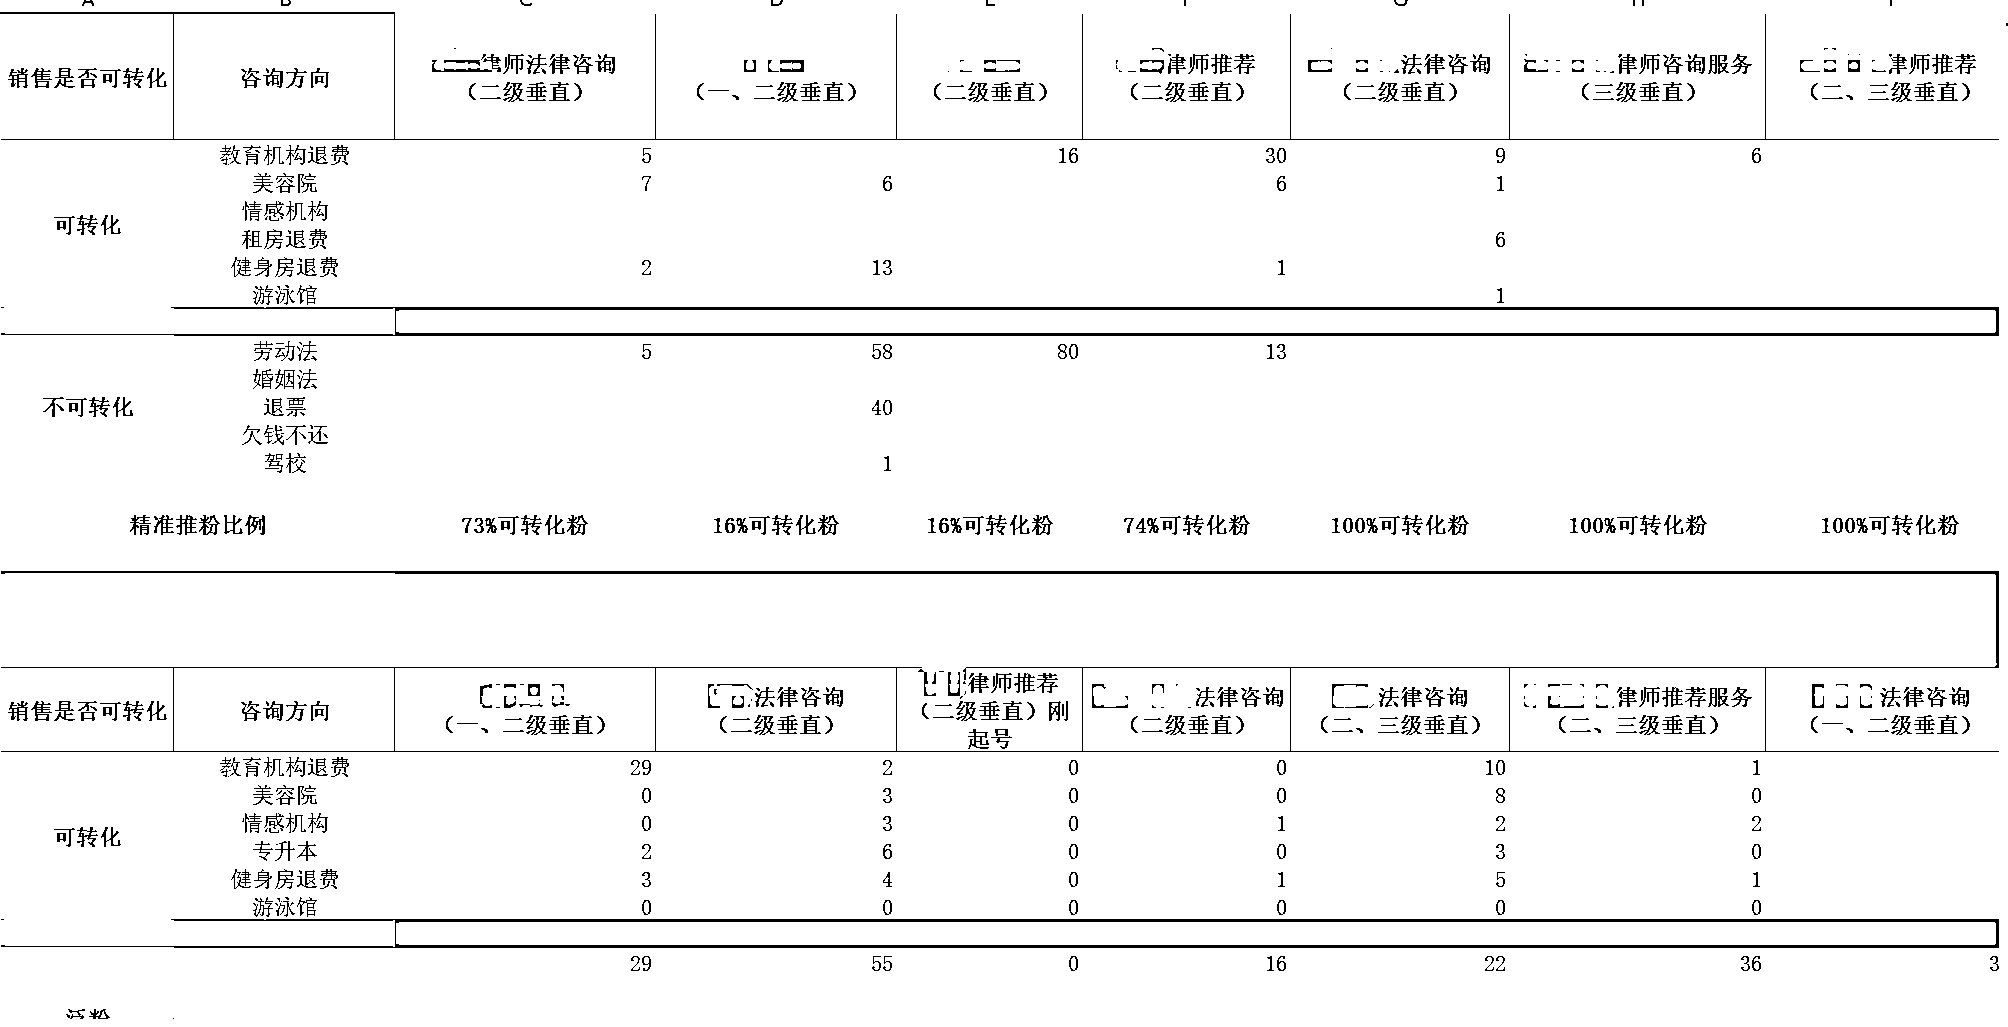 A B C D E F G H I
销售是否可转化 咨询方向 律师法律咨询（二级垂直） （一、二级垂直） （二级垂直） 律师推荐（二级垂直） 法律咨询（二级垂直） 律师咨询服务（三级垂直） 律师推荐（二、三级垂直）
教育机构退费 5 16 30 9 6
美容院 7 6 6 1
情感机构
可转化
租房退费 6
健身房退费 2 13 1
游泳馆 1
劳动法 5 58 80 13
婚姻法
不可转化 退票 40
欠钱不还
驾校 1
精准推粉比例 73%可转化粉 16%可转化粉 16%可转化粉 74%可转化粉 100%可转化粉 100%可转化粉 100%可转化粉
销售是否可转化 咨询方向 （一、二级垂直） 法律咨询（二级垂直） 律师推荐（二级垂直）刚起号 法律咨询（二级垂直） 法律咨询（二、三级垂直） 律师推荐服务（二、三级垂直） 法律咨询（一、二级垂直）
教育机构退费 29 2 0 0 10 1
美容院 0 3 0 0 8 0
情感机构 0 3 0 1 2 2
可转化
专升本 2 6 0 0 3 0
健身房退费 3 4 0 1 5 1
游泳馆 0 0 0 0 0 0
29 55 0 16 22 36 3
泛粉